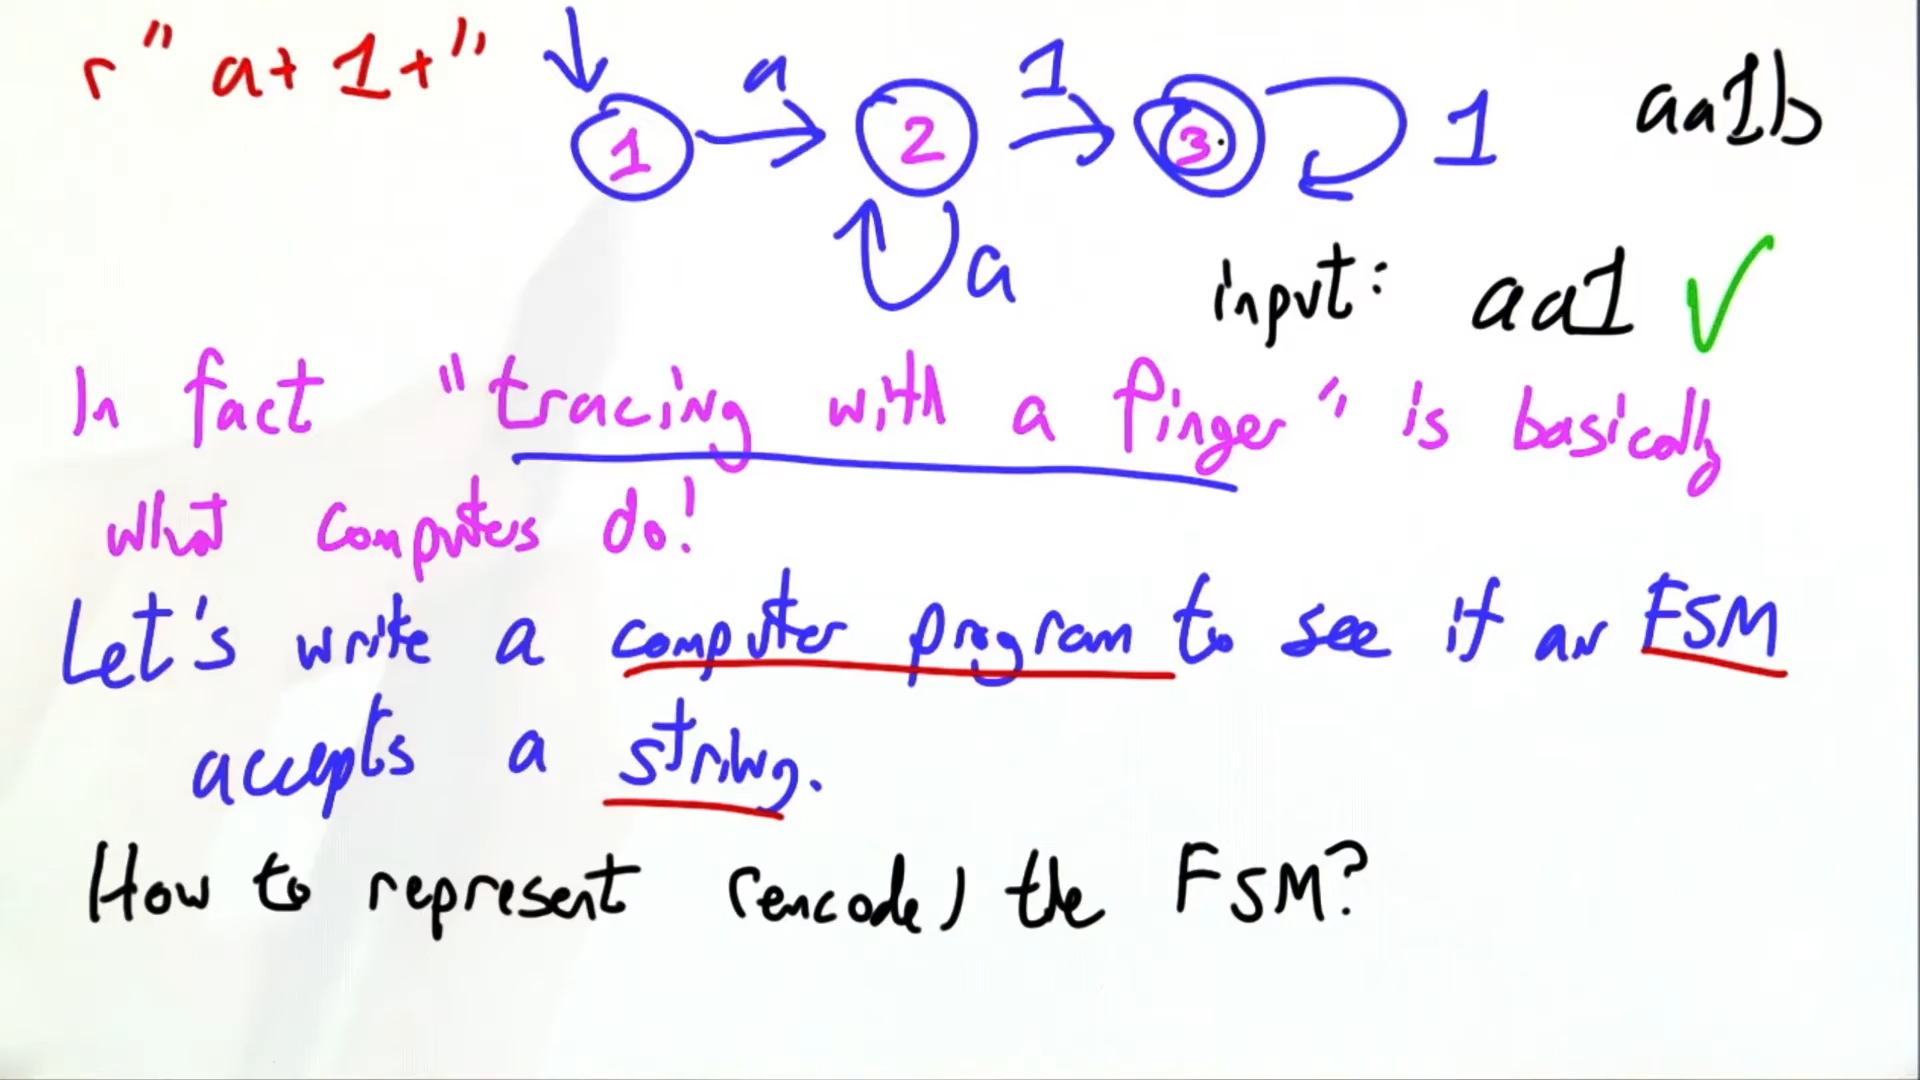 r"a+1+"
a 1
1 2 3 1
aa1b
a
input: aa1
In fact "tracing with a finger" is basically
what computers do!
Let's write a computer program to see if an FSM
accepts a string.
How to represent (encode) the FSM?